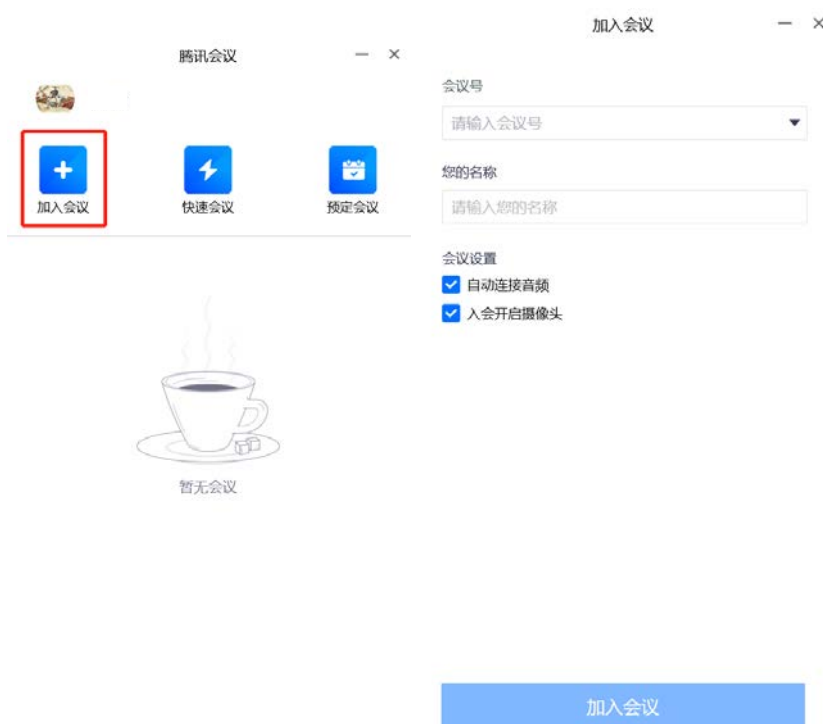 腾讯会议
加入会议
快速会议
预定会议
暂无会议
加入会议
会议号
请输入会议号
您的名称
请输入您的名称
会议设置
自动连接音频
入会开启摄像头
加入会议